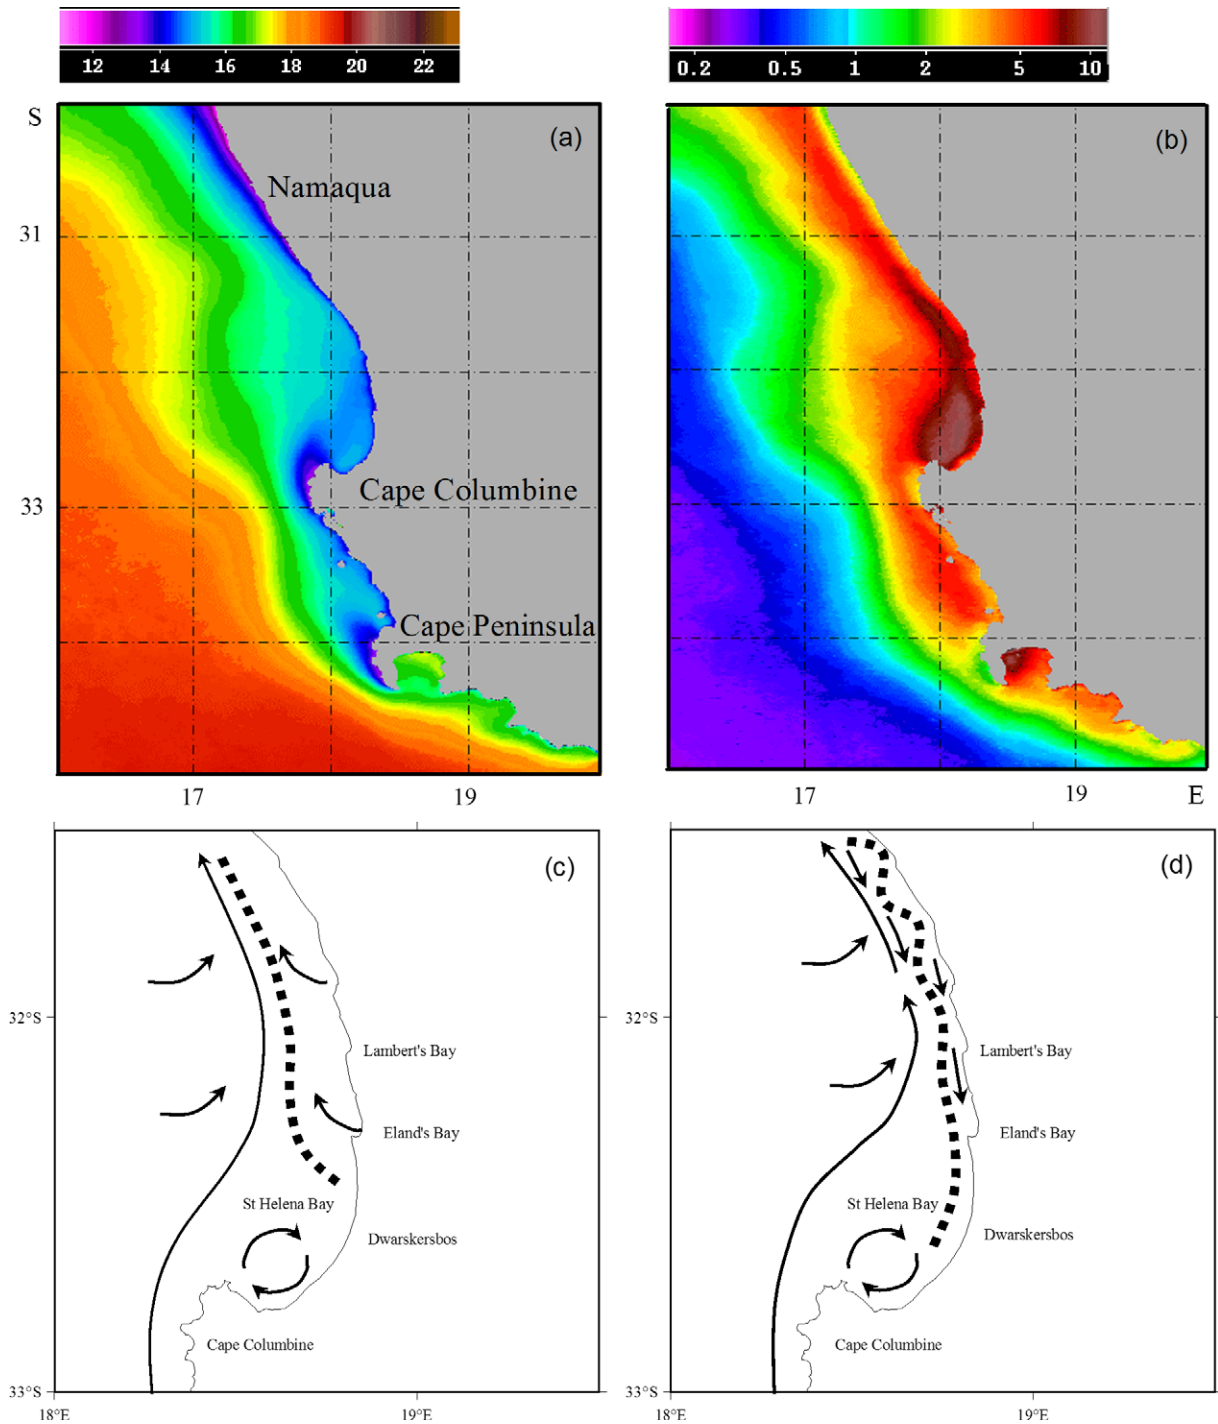 12 14 16 18 20 22
0.2 0.5 1 2 5 10
S
(a)
(b)
Namaqua
31
Cape Columbine
33
Cape Peninsula
17 19
17 19 E
(c)
(d)
32°S
32°S
Lambert's Bay
Lambert's Bay
Eland's Bay
Eland's Bay
St Helena Bay
St Helena Bay
Dwarskersbos
Dwarskersbos
Cape Columbine
Cape Columbine
33°S
33°S
18°E 19°E
18°E 19°E